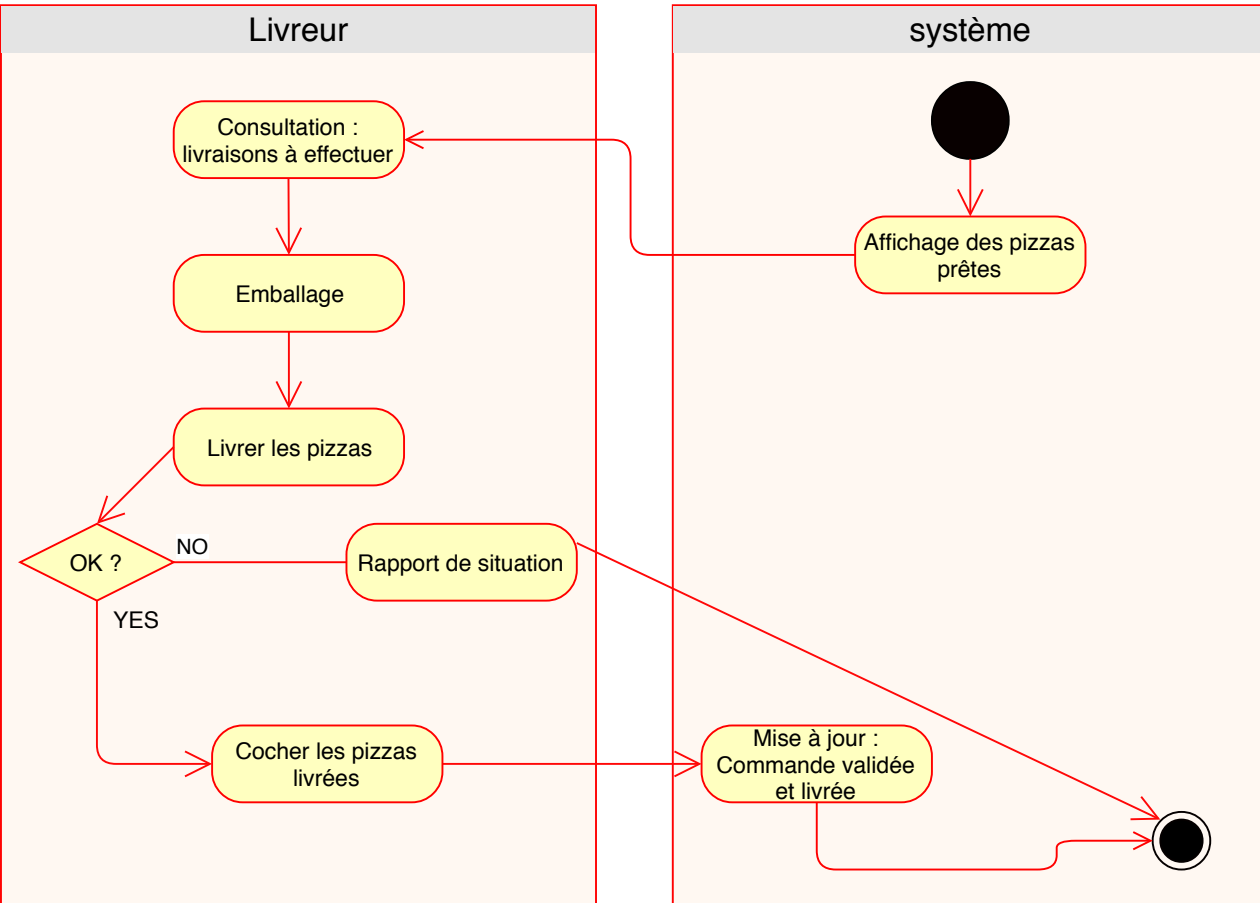 Livreur
système
Consultation :
livraisons à effectuer
Affichage des pizzas
prêtes
Emballage
Livrer les pizzas
OK ?
NO
Rapport de situation
YES
Cocher les pizzas
livrées
Mise à jour :
Commande validée
et livrée